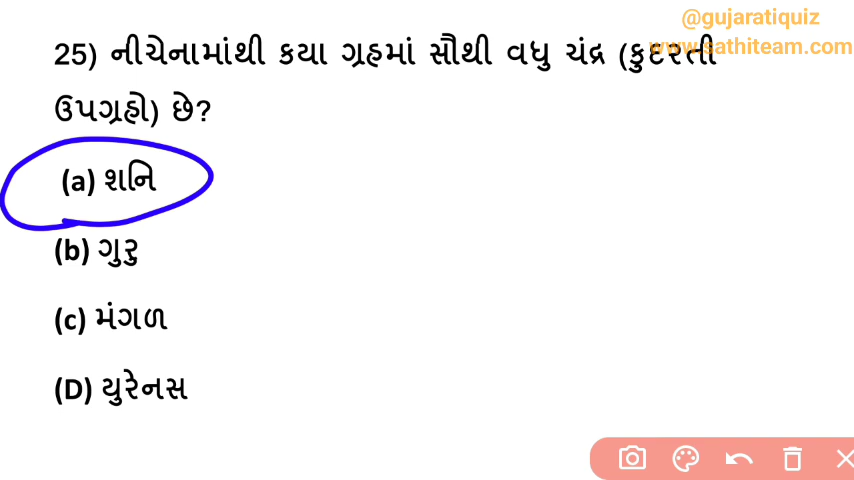 @gujaratiquiz
www.sathiteam.com
25) નીચેનામાંથી કયા ગ્રહમાં સૌથી વધુ ચંદ્ર (કુદરતી
ઉપગ્રહો) છે?
(a) શનિ
(b) ગુરુ
(c) મંગળ
(D) યુરેનસ